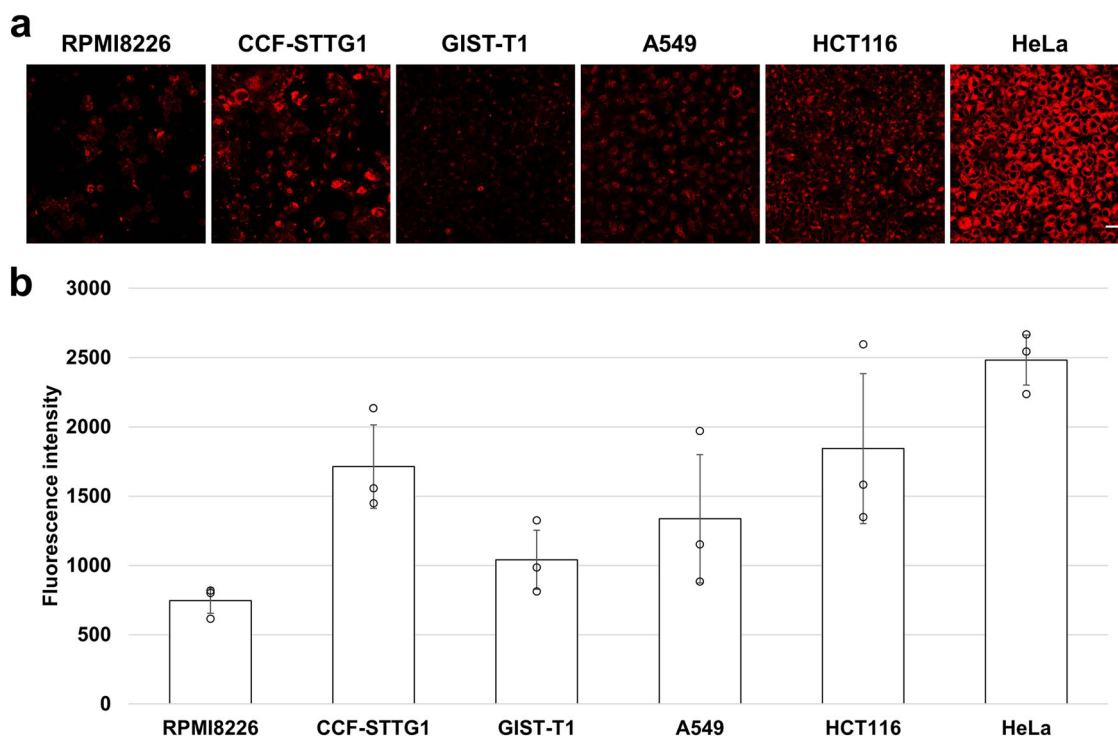 a
RPMI8226 CCF-STTG1 GIST-T1 A549 HCT116 HeLa
b
3000
2500
2000
1500
1000
500
0
Fluorescence intensity
RPMI8226 CCF-STTG1 GIST-T1 A549 HCT116 HeLa